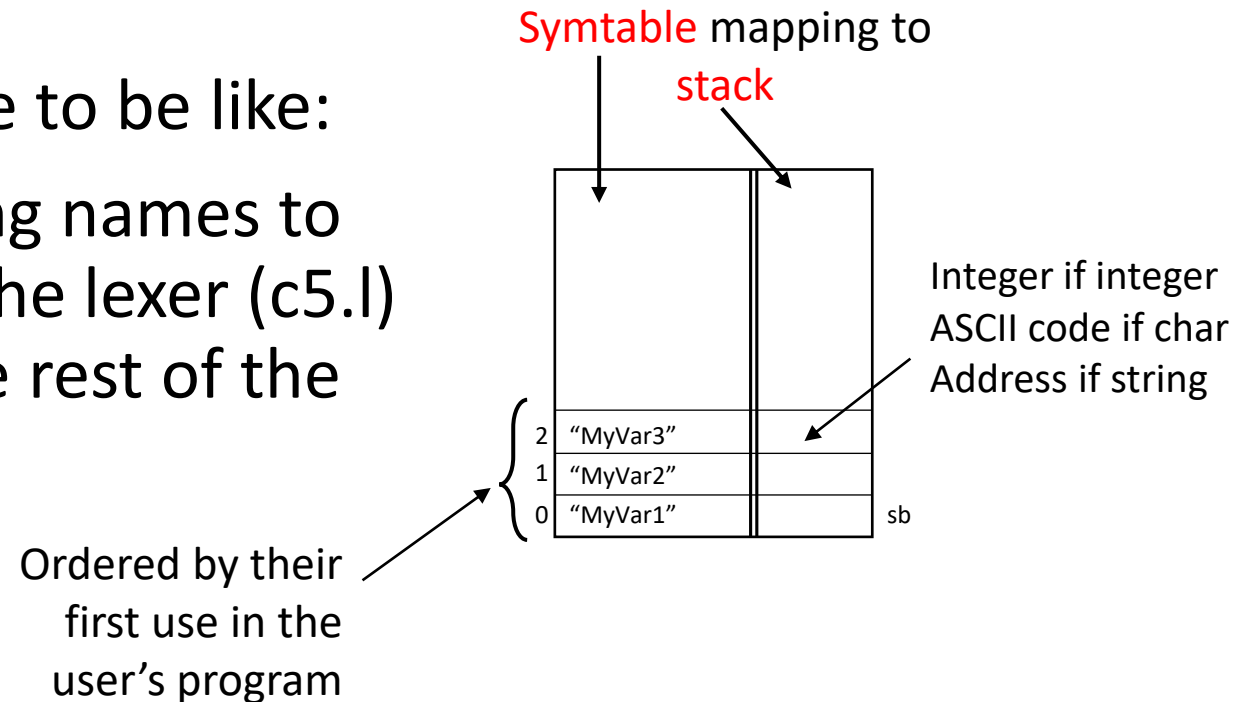 Symtable mapping to
stack
e to be like:
ng names to
he lexer (c5.l)
e rest of the
Integer if integer
ASCII code if char
Address if string
2 “MyVar3”
1 “MyVar2”
0 “MyVar1” sb
Ordered by their
first use in the
user’s program